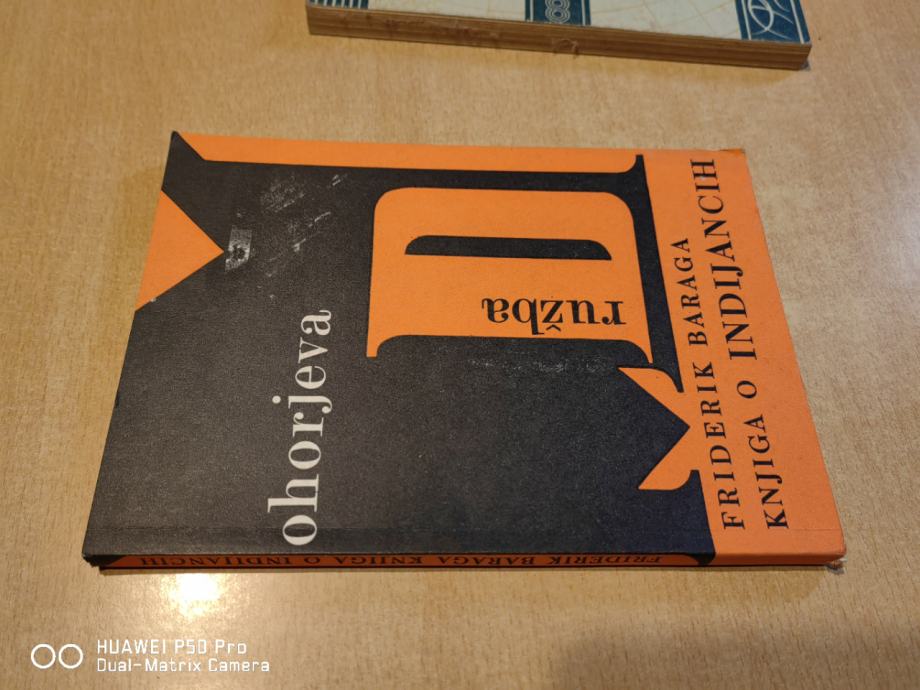 FRIDERIK BARAGA
KNJIGA O INDIJANCIH
ohorjeva
ružba
FRIDERIK BARAGA KNJIGA O INDIJANCIH
HUAWEI P50 Pro
Dual-Matrix Camera